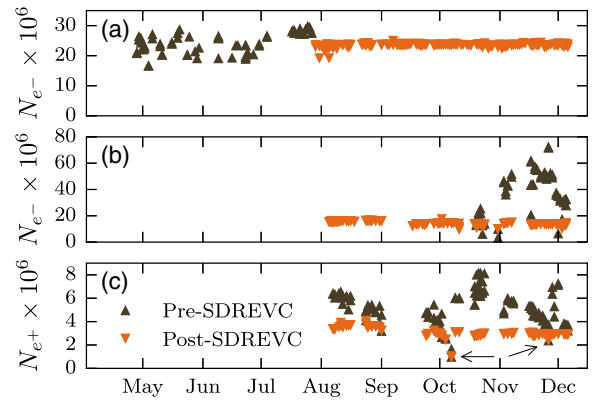 (a)
N_{e^-} × 10^6
30
20
10
0
(b)
N_{e^-} × 10^6
80
60
40
20
0
(c)
N_{e^+} × 10^6
8
6
4
2
0
Pre-SDREVC
Post-SDREVC
May Jun Jul Aug Sep Oct Nov Dec